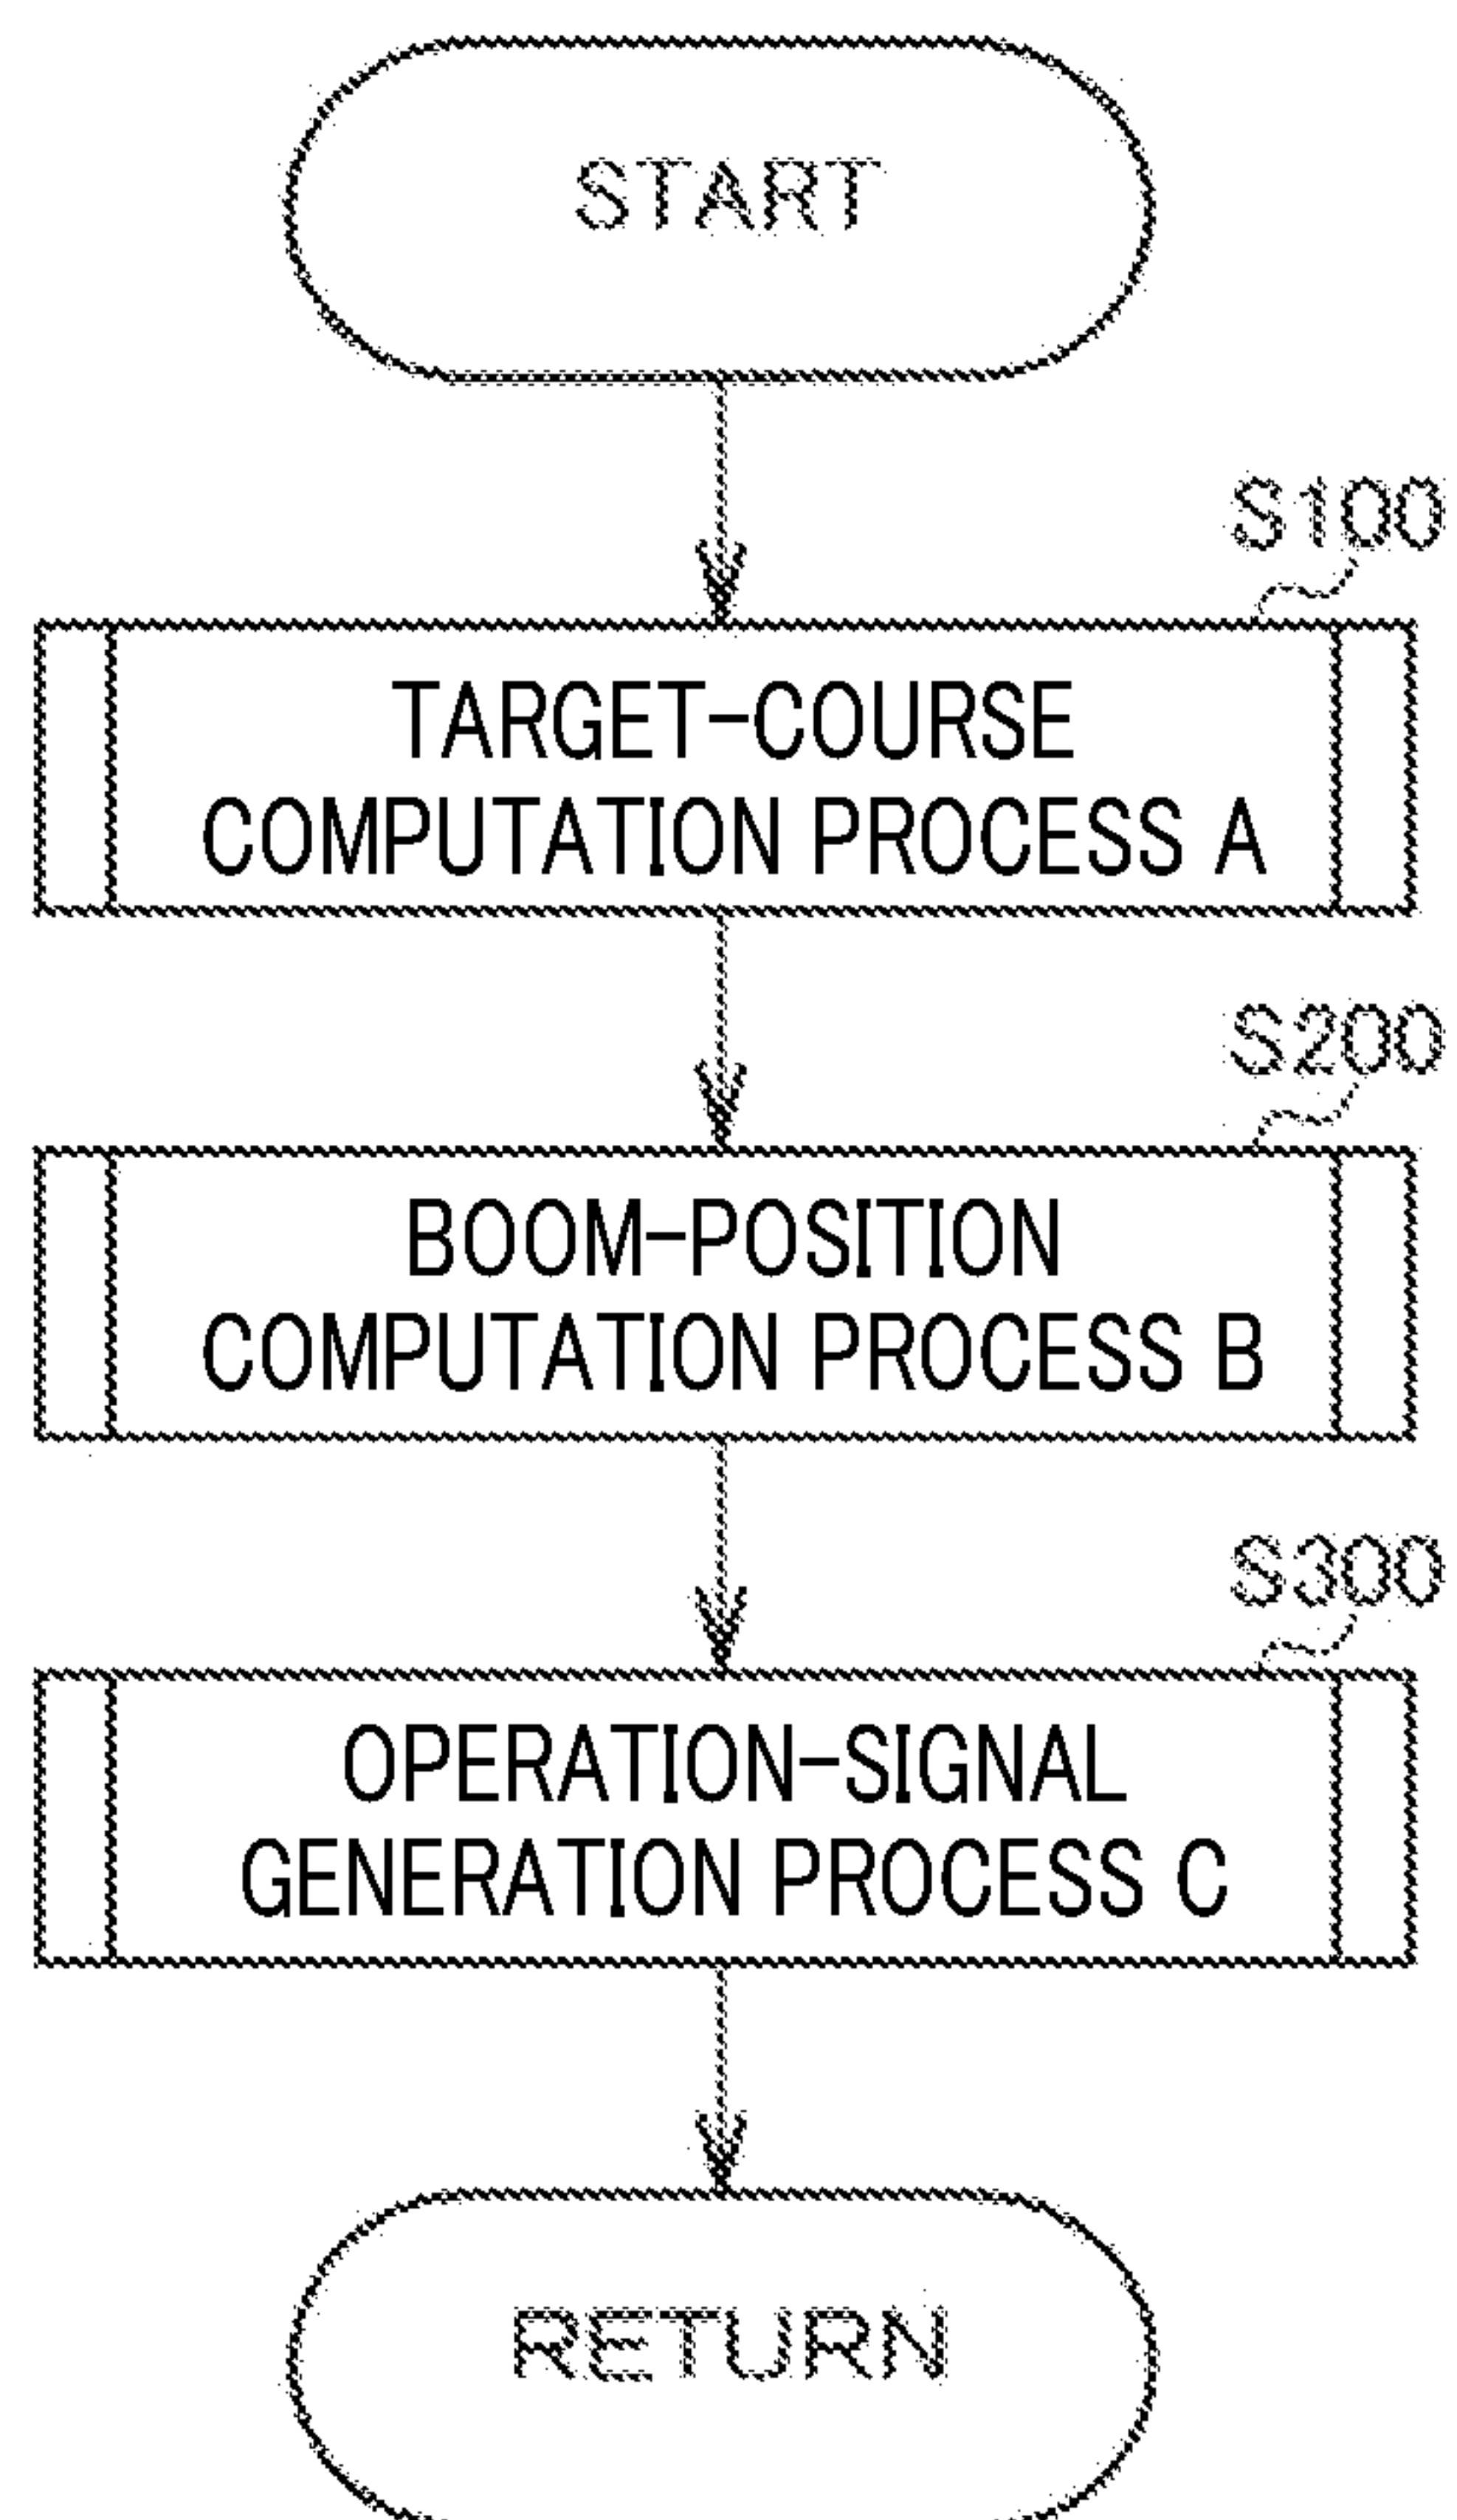 START
S100
TARGET-COURSE
COMPUTATION PROCESS A
S200
BOOM-POSITION
COMPUTATION PROCESS B
S300
OPERATION-SIGNAL
GENERATION PROCESS C
RETURN